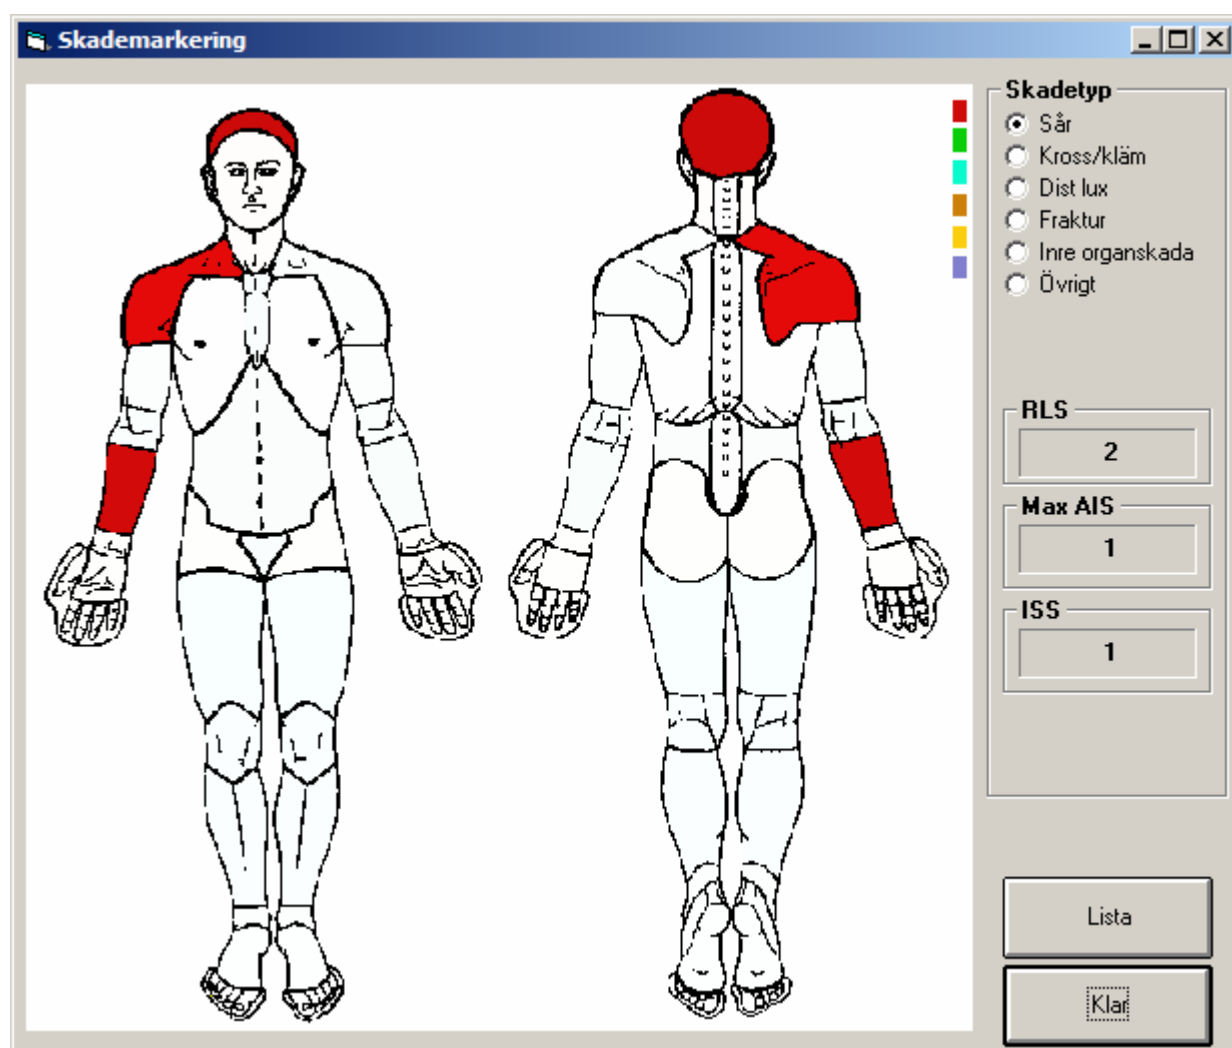 Skademarkering
Skadetyp
Sår
Kross/kläm
Dist lux
Fraktur
Inre organskada
Övrigt
RLS
2
Max AIS
1
ISS
1
Lista
Klar